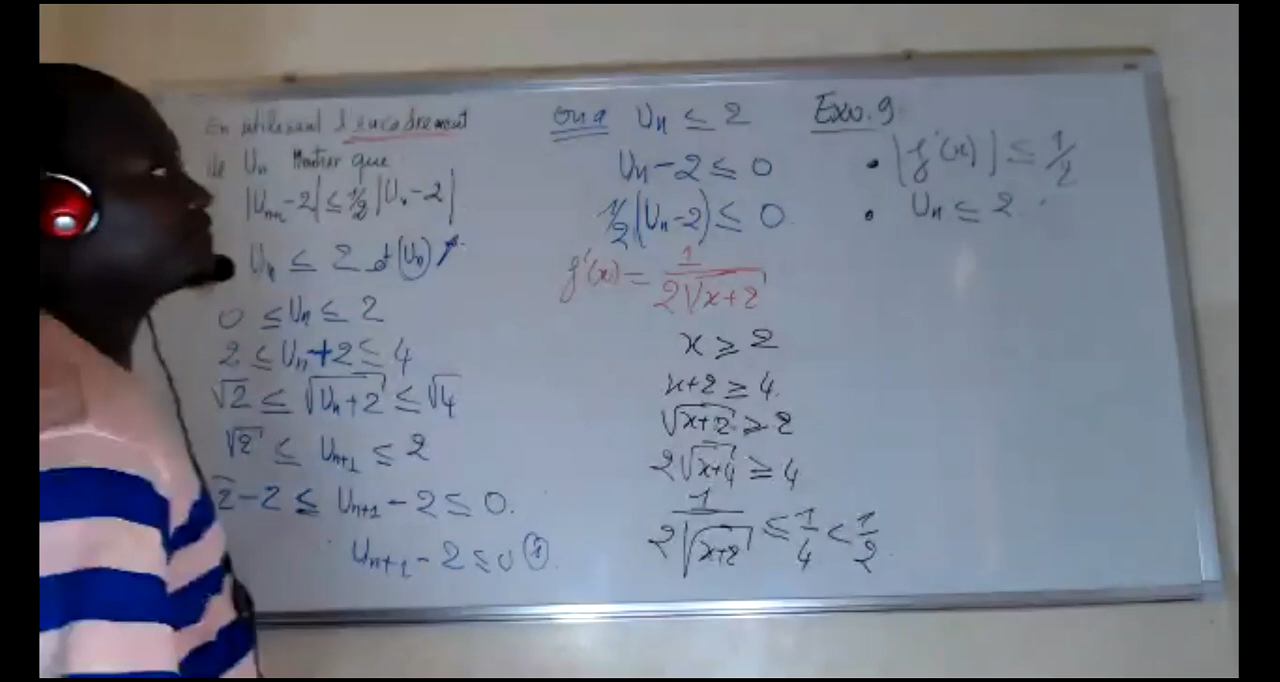 En utilisant l'encadrement
de Un Montrer que
|Un+1-2| ≤ 1/2 |Un-2|
Un ≤ 2 et (Un) ↗
0 ≤ Un ≤ 2
2 ≤ Un+2 ≤ 4
√2 ≤ √(Un+2) ≤ √4
√2 ≤ Un+1 ≤ 2
2-2 ≤ Un+1 - 2 ≤ 0.
Un+1 - 2 ≤ 0 (1)
On a Un ≤ 2
Un-2 ≤ 0
1/2(Un-2) ≤ 0.
f'(x) = 1/(2√(x+2))
x ≥ 2
x+2 ≥ 4.
√(x+2) ≥ 2
2√(x+4) ≥ 4
1/(2√(x+2)) ≤ 1/4 < 1/2
Exo.9
• |f'(x)| ≤ 1/2
• Un ≤ 2.